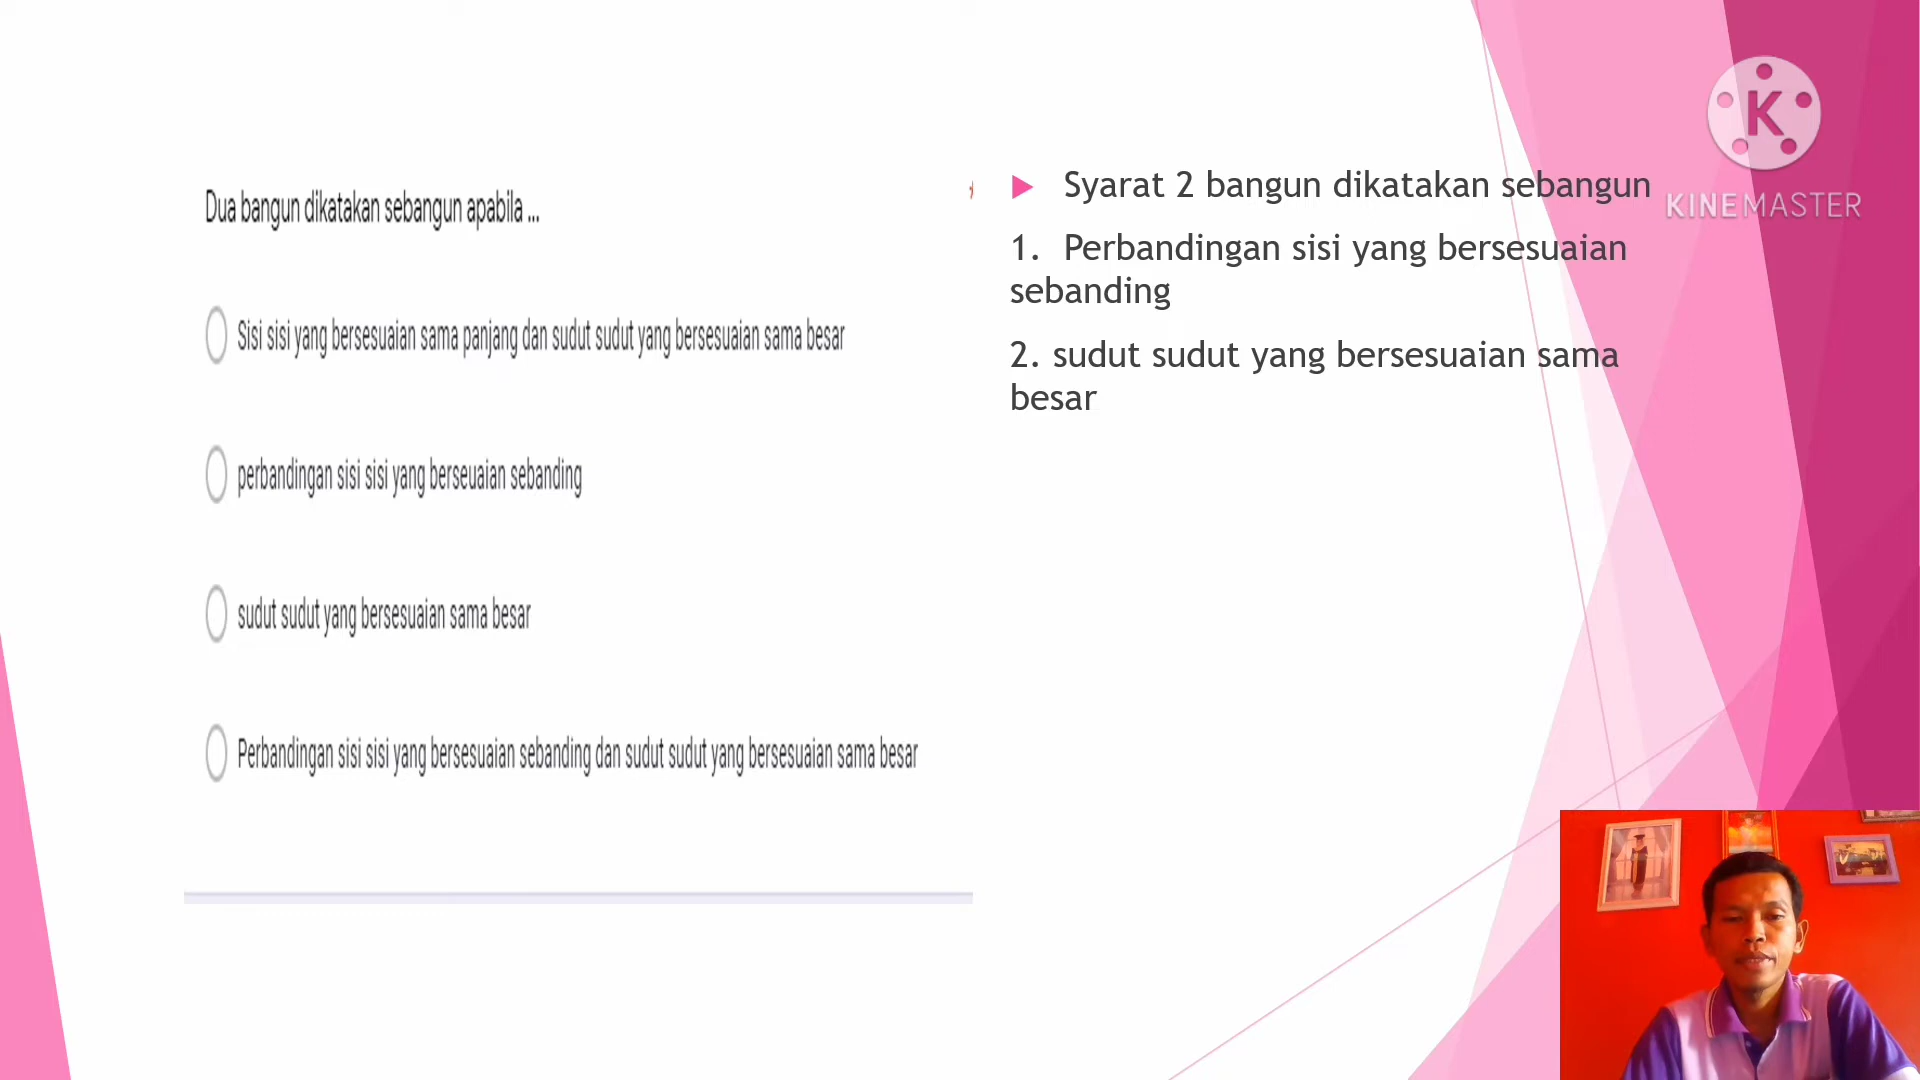 Dua bangun dikatakan sebangun apabila ...
Sisi sisi yang bersesuaian sama panjang dan sudut sudut yang bersesuaian sama besar
perbandingan sisi sisi yang berseuaian sebanding
sudut sudut yang bersesuaian sama besar
Perbandingan sisi sisi yang bersesuaian sebanding dan sudut sudut yang bersesuaian sama besar
Syarat 2 bangun dikatakan sebangun
1. Perbandingan sisi yang bersesuaian
sebanding
2. sudut sudut yang bersesuaian sama
besar
K
KINEMASTER